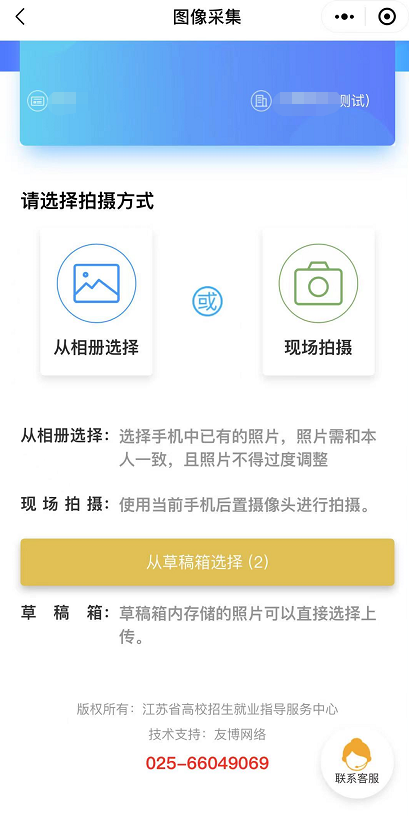 图像采集
测试)
请选择拍摄方式
或
从相册选择
现场拍摄
从相册选择：选择手机中已有的照片，照片需和本
人一致，且照片不得过度调整
现场拍摄：使用当前手机后置摄像头进行拍摄。
从草稿箱选择 (2)
草稿箱：草稿箱内存储的照片可以直接选择上
传。
版权所有：江苏省高校招生就业指导服务中心
技术支持：友博网络
025-66049069
联系客服